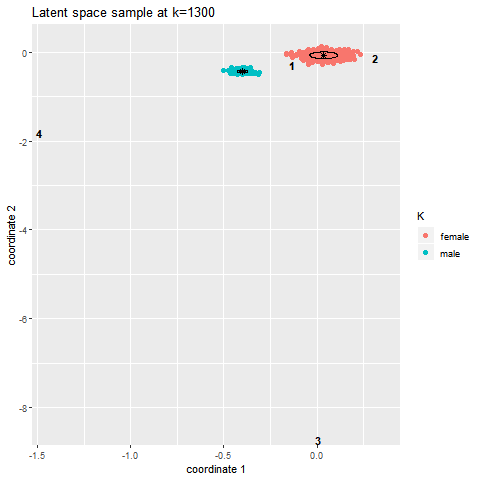 Latent space sample at k=1300
0
-2
-4
-6
-8
coordinate 2
1
2
4
3
-1.5
-1.0
-0.5
0.0
coordinate 1
K
female
male